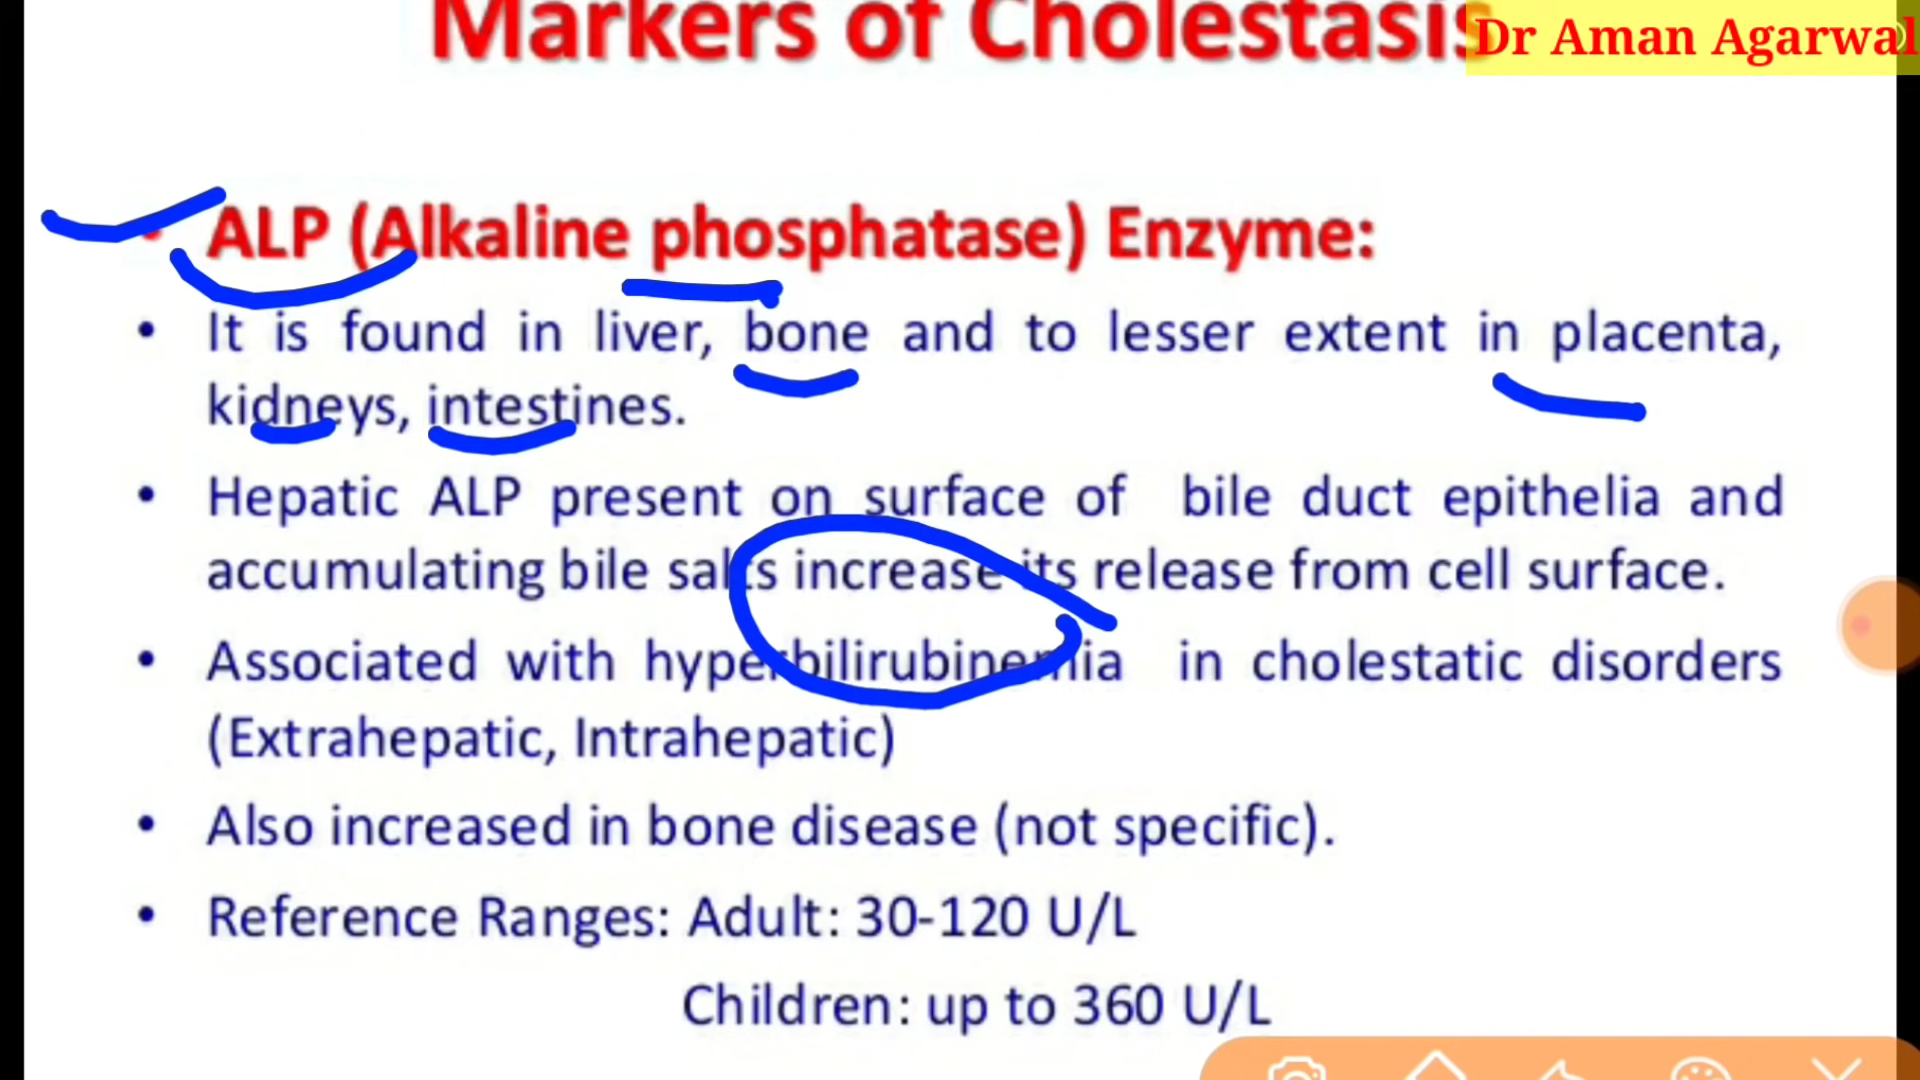 Markers of Cholestasis
Dr Aman Agarwal
• ALP (Alkaline phosphatase) Enzyme:
• It is found in liver, bone and to lesser extent in placenta,
kidneys, intestines.
• Hepatic ALP present on surface of bile duct epithelia and
accumulating bile salts increase its release from cell surface.
• Associated with hyperbilirubinemia in cholestatic disorders
(Extrahepatic, Intrahepatic)
• Also increased in bone disease (not specific).
• Reference Ranges: Adult: 30-120 U/L
Children: up to 360 U/L